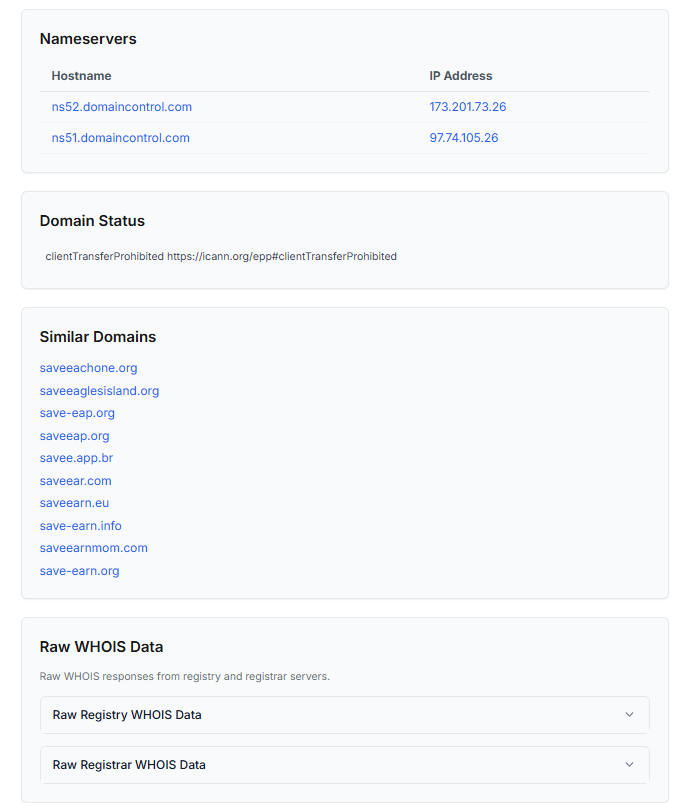 Nameservers
Hostname IP Address
ns52.domaincontrol.com 173.201.73.26
ns51.domaincontrol.com 97.74.105.26
Domain Status
clientTransferProhibited https://icann.org/epp#clientTransferProhibited
Similar Domains
saveeachone.org
saveeaglesisland.org
save-eap.org
saveeap.org
savee.app.br
saveear.com
saveearn.eu
save-earn.info
saveearnmom.com
save-earn.org
Raw WHOIS Data
Raw WHOIS responses from registry and registrar servers.
Raw Registry WHOIS Data
Raw Registrar WHOIS Data